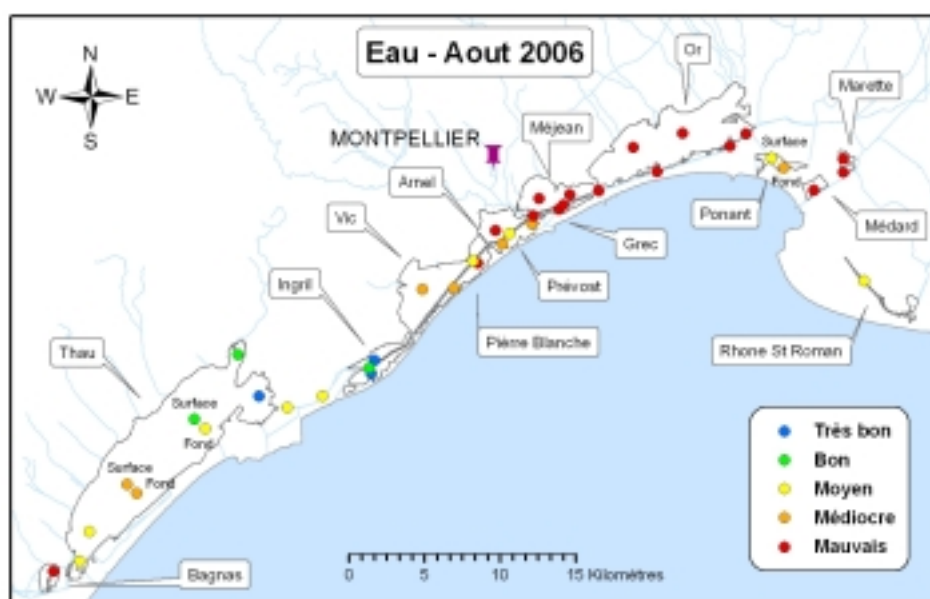 Eau - Aout 2006
N
W E
S
Or
Marette
MONTPELLIER
Méjean
Surface
Fond
Arnel
Ponant
Médard
Vic
Grec
Ingril
Prévost
Pierre Blanche
Rhone St Roman
Thau
Surface
Fond
Surface
Fond
Bagnas
Très bon
Bon
Moyen
Médiocre
Mauvais
0 5 10 15 Kilomètres